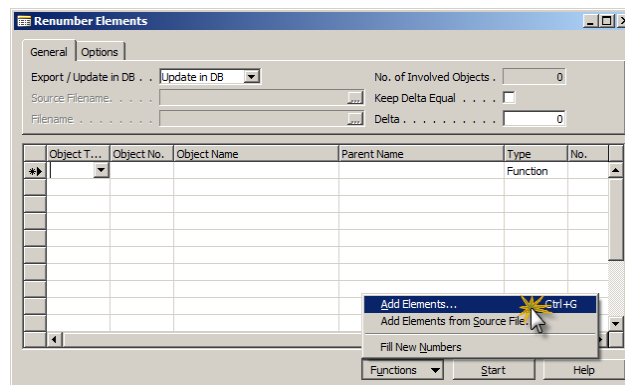 Renumber Elements
General Options
Export / Update in DB . . Update in DB No. of Involved Objects . 0
Source Filename. . . . . ... Keep Delta Equal . . . .
Filename . . . . . . . . ... Delta . . . . . . . . . . 0
Object T... Object No. Object Name Parent Name Type No.
Function
Add Elements... Ctrl+G
Add Elements from Source File...
Fill New Numbers
Functions Start Help